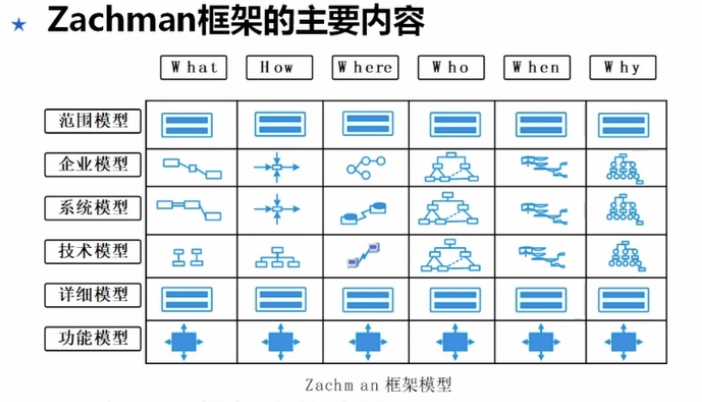 ★ Zachman框架的主要内容
What How Where Who When Why
范围模型
企业模型
系统模型
技术模型
详细模型
功能模型
Zachman 框架模型